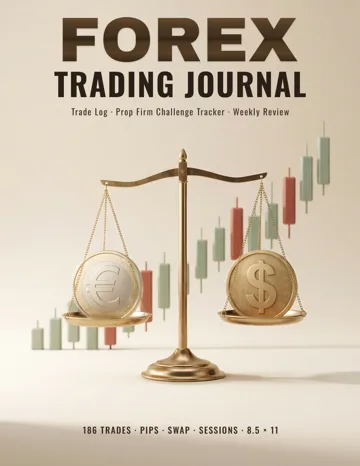 FOREX
TRADING JOURNAL
Trade Log · Prop Firm Challenge Tracker · Weekly Review
€
$
186 TRADES · PIPS · SWAP · SESSIONS · 8.5 × 11